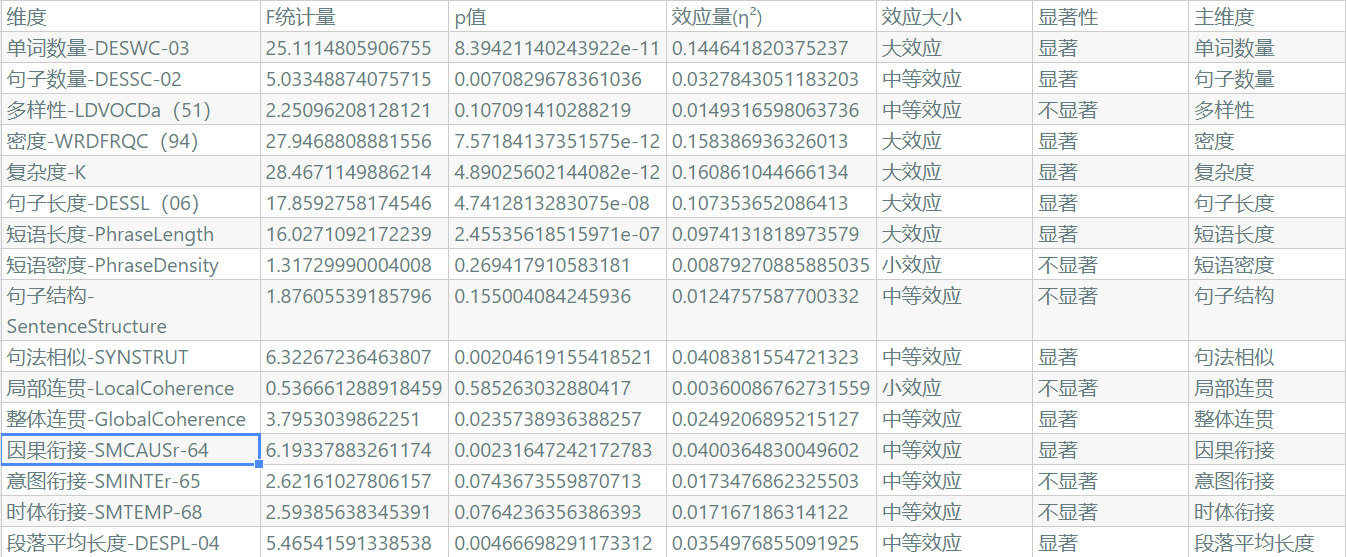 维度 F统计量 p值 效应量(η²) 效应大小 显著性 主维度
单词数量-DESWC-03 25.1114805906755 8.39421140243922e-11 0.144641820375237 大效应 显著 单词数量
句子数量-DESSC-02 5.03348874075715 0.0070829678361036 0.0327843051183203 中等效应 显著 句子数量
多样性-LDVOCDa（51） 2.25096208128121 0.107091410288219 0.0149316598063736 中等效应 不显著 多样性
密度-WRDFRQC（94） 27.9468808881556 7.57184137351575e-12 0.158386936326013 大效应 显著 密度
复杂度-K 28.4671149886214 4.89025602144082e-12 0.160861044666134 大效应 显著 复杂度
句子长度-DESSL（06） 17.8592758174546 4.7412813283075e-08 0.107353652086413 大效应 显著 句子长度
短语长度-PhraseLength 16.0271092172239 2.45535618515971e-07 0.0974131818973579 大效应 显著 短语长度
短语密度-PhraseDensity 1.31729990004008 0.269417910583181 0.00879270885885035 小效应 不显著 短语密度
句子结构- 1.87605539185796 0.155004084245936 0.0124757587700332 中等效应 不显著 句子结构
SentenceStructure
句法相似-SYNSTRUT 6.32267236463807 0.00204619155418521 0.0408381554721323 中等效应 显著 句法相似
局部连贯-LocalCoherence 0.536661288918459 0.585263032880417 0.00360086762731559 小效应 不显著 局部连贯
整体连贯-GlobalCoherence 3.7953039862251 0.0235738936388257 0.0249206895215127 中等效应 显著 整体连贯
因果衔接-SMCAUSr-64 6.19337883261174 0.00231647242172783 0.0400364830049602 中等效应 显著 因果衔接
意图衔接-SMINTEr-65 2.62161027806157 0.0743673559870713 0.0173476862325503 中等效应 不显著 意图衔接
时体衔接-SMTEMP-68 2.59385638345391 0.0764236356386393 0.017167186314122 中等效应 不显著 时体衔接
段落平均长度-DESPL-04 5.46541591338538 0.00466698291173312 0.0354976855091925 中等效应 显著 段落平均长度